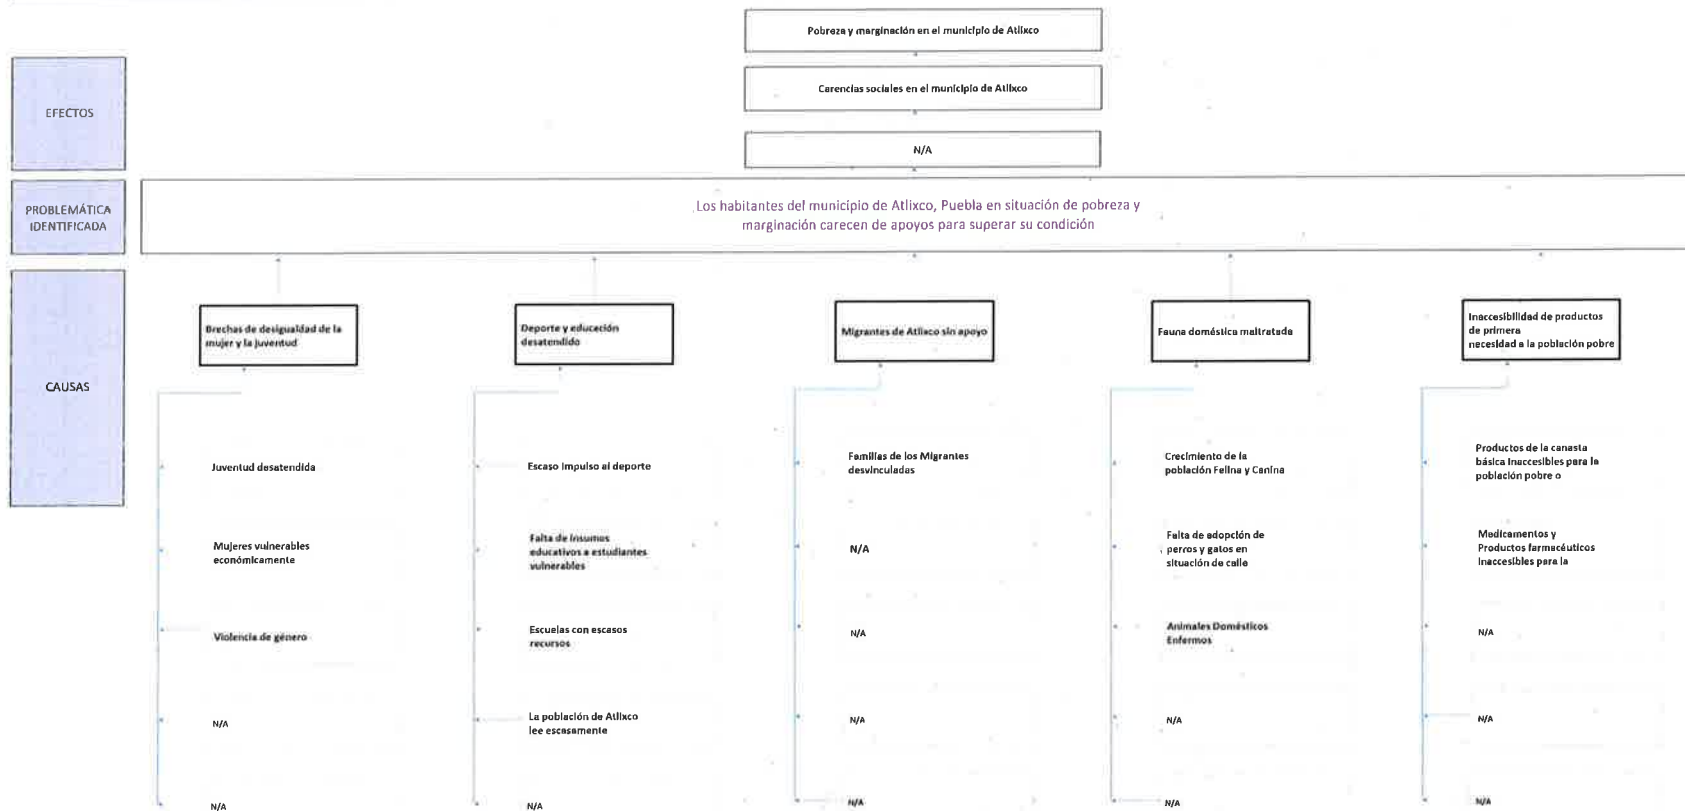 Pobreza y marginación en el municipio de Atlixco
EFECTOS
Carencias sociales en el municipio de Atlixco
N/A
PROBLEMÁTICA
IDENTIFICADA
Los habitantes del municipio de Atlixco, Puebla en situación de pobreza y
marginación carecen de apoyos para superar su condición
CAUSAS
Brechas de desigualdad de la
mujer y la juventud
Juventud desatendida
Mujeres vulnerables
económicamente
Violencia de género
N/A
N/A
Deporte y educación
desatendido
Escaso impulso al deporte
Falta de insumos
educativos a estudiantes
vulnerables
Escuelas con escasos
recursos
La población de Atlixco
lee escasamente
N/A
Migrantes de Atlixco sin apoyo
Familias de los Migrantes
desvinculadas
N/A
N/A
N/A
N/A
Fauna doméstica maltratada
Crecimiento de la
población Felina y Canina
Falta de adopción de
perros y gatos en
situación de calle
Animales Domésticos
Enfermos
N/A
N/A
Inaccesibilidad de productos
de primera
necesidad a la población pobre
Productos de la canasta
básica inaccesibles para la
población pobre o
Medicamentos y
Productos farmacéuticos
inaccesibles para la
N/A
N/A
N/A